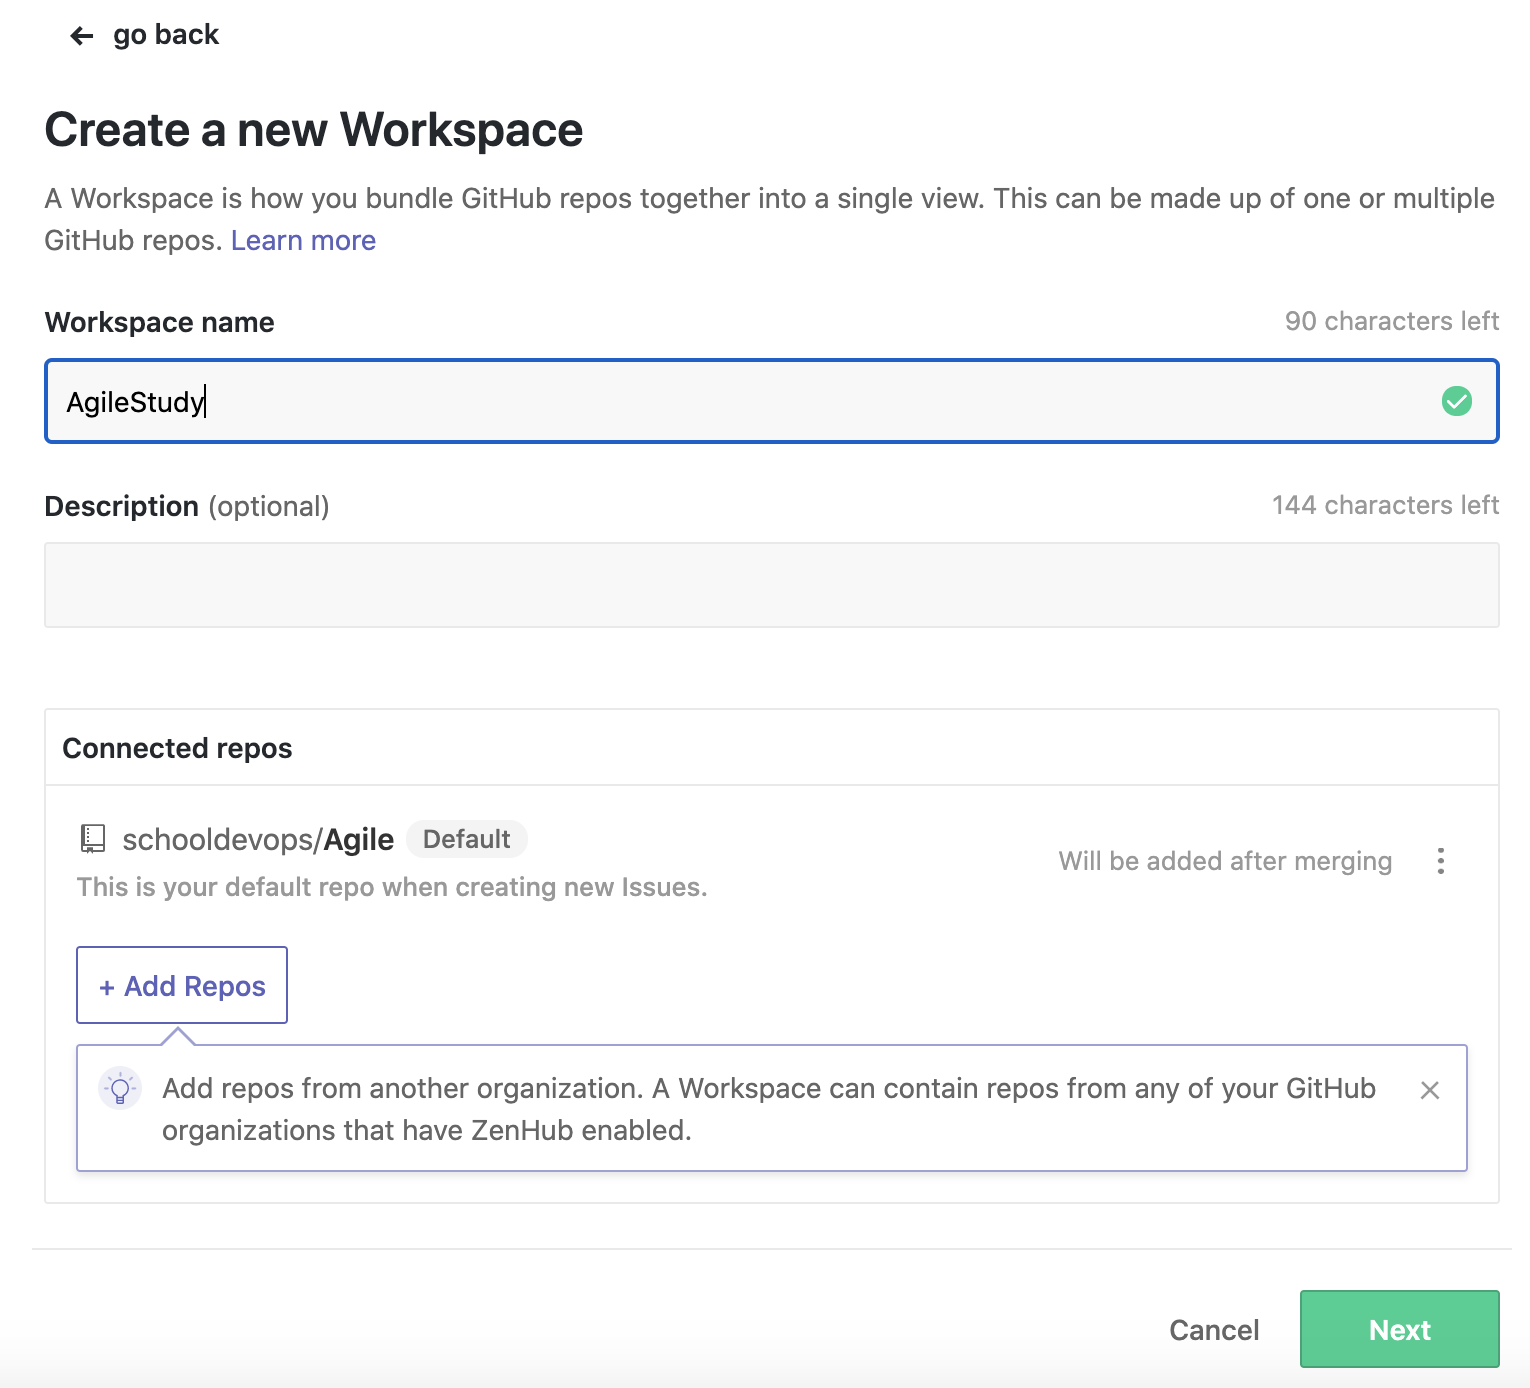 ← go back
Create a new Workspace
A Workspace is how you bundle GitHub repos together into a single view. This can be made up of one or multiple
GitHub repos. Learn more
Workspace name
90 characters left
AgileStudy
Description (optional)
144 characters left
Connected repos
schooldevops/Agile Default
Will be added after merging
This is your default repo when creating new Issues.
+ Add Repos
Add repos from another organization. A Workspace can contain repos from any of your GitHub
organizations that have ZenHub enabled.
Cancel
Next